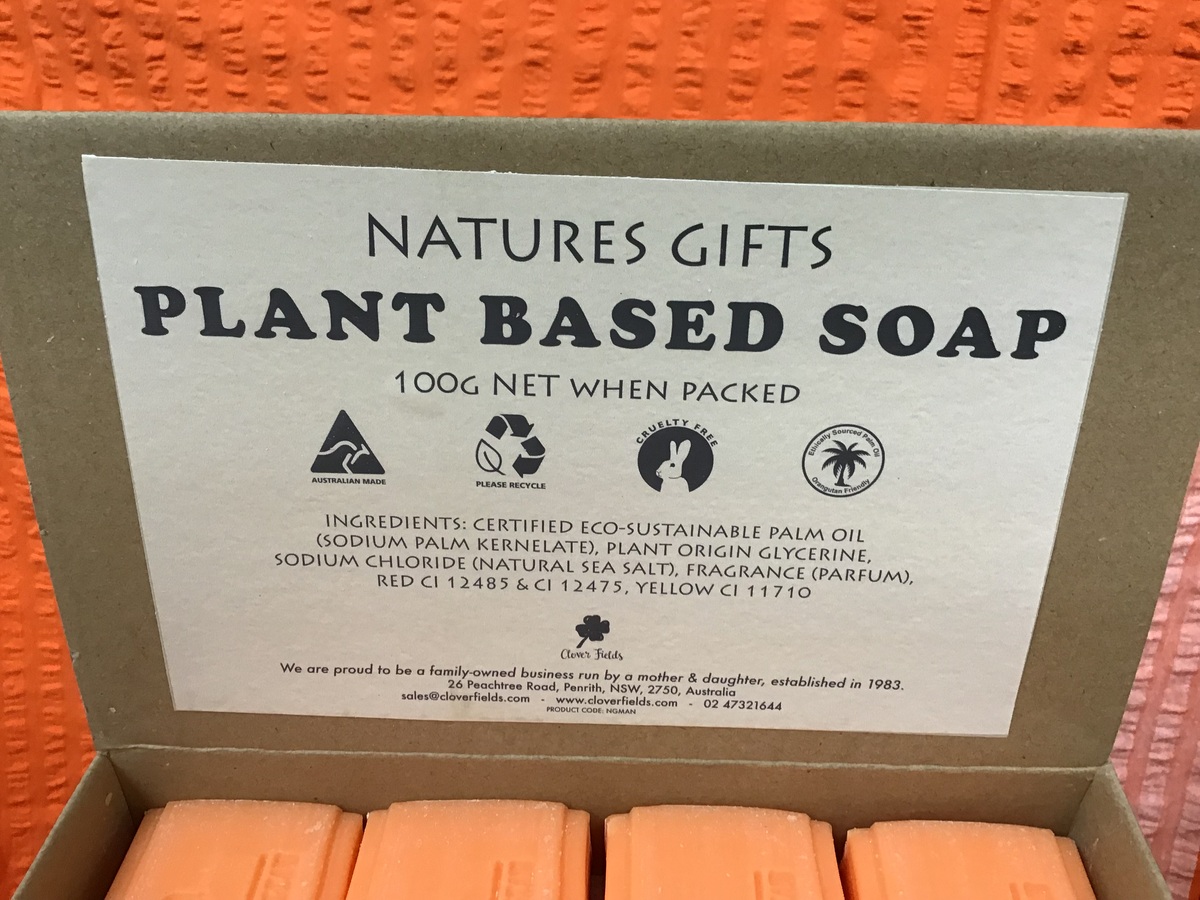 NATURES GIFTS
PLANT BASED SOAP
100G NET WHEN PACKED
AUSTRALIAN MADE
PLEASE RECYCLE
CRUELTY FREE
Ethically Sourced Palm Oil
Orangutan Friendly
INGREDIENTS: CERTIFIED ECO-SUSTAINABLE PALM OIL
(SODIUM PALM KERNELATE), PLANT ORIGIN GLYCERINE,
SODIUM CHLORIDE (NATURAL SEA SALT), FRAGRANCE (PARFUM),
RED CI 12485 & CI 12475, YELLOW CI 11710
Clover Fields
We are proud to be a family-owned business run by a mother & daughter, established in 1983.
26 Peachtree Road, Penrith, NSW, 2750, Australia
sales@cloverfields.com - www.cloverfields.com - 02 47321644
PRODUCT CODE: NGMAN